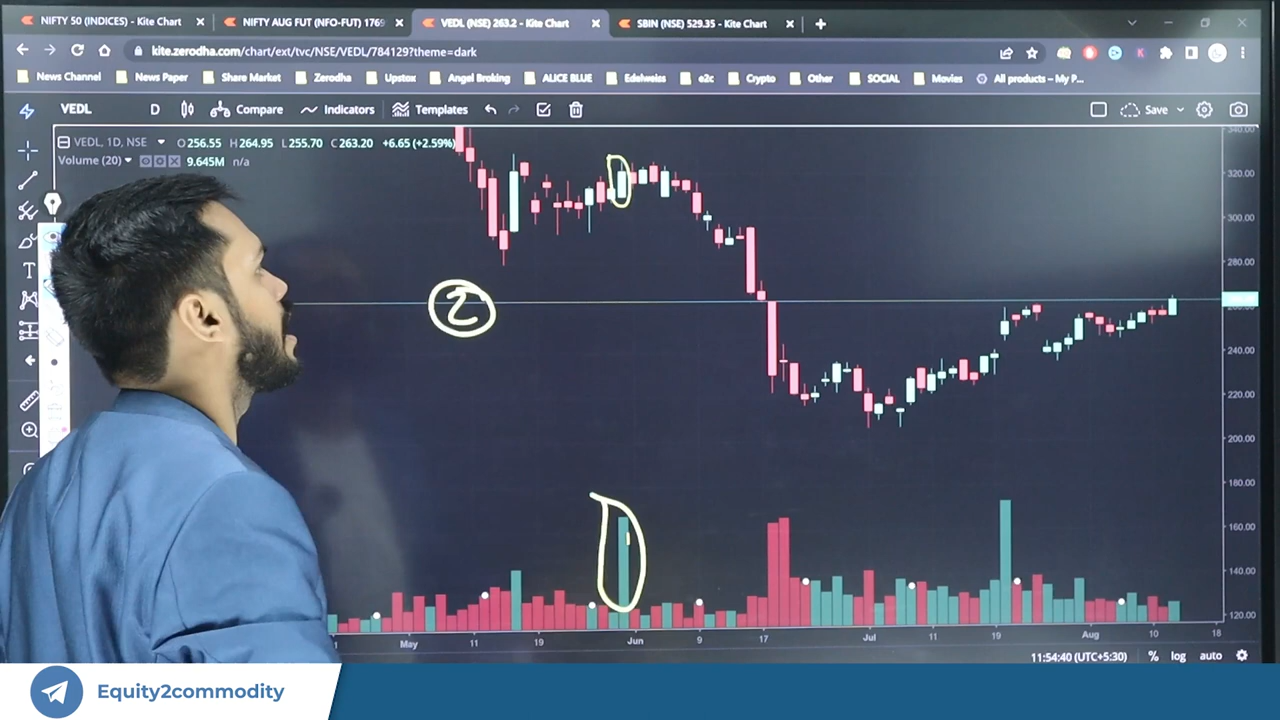 NIFTY 50 (INDICES) - Kite Chart
NIFTY AUG FUT (NFO-FUT) 1769
VEDL (NSE) 263.2 - Kite Chart
SBIN (NSE) 529.35 - Kite Chart
kite.zerodha.com/chart/ext/tvc/NSE/VEDL/784129?theme=dark
News Channel News Paper Share Market Zerodha Upstox Angel Broking ALICE BLUE Edelweiss e2c Crypto Other SOCIAL Movies All products – My P...
VEDL D Compare Indicators Templates Save
VEDL, 1D, NSE O 256.55 H 264.95 L 255.70 C 263.20 +6.65 (+2.59%)
Volume (20) 9.645M n/a
340.00
320.00
300.00
280.00
240.00
220.00
200.00
180.00
160.00
140.00
120.00
2
May 11 19 Jun 9 17 Jul 11 19 Aug 10 18
11:54:40 (UTC+5:30) % log auto
Equity2commodity